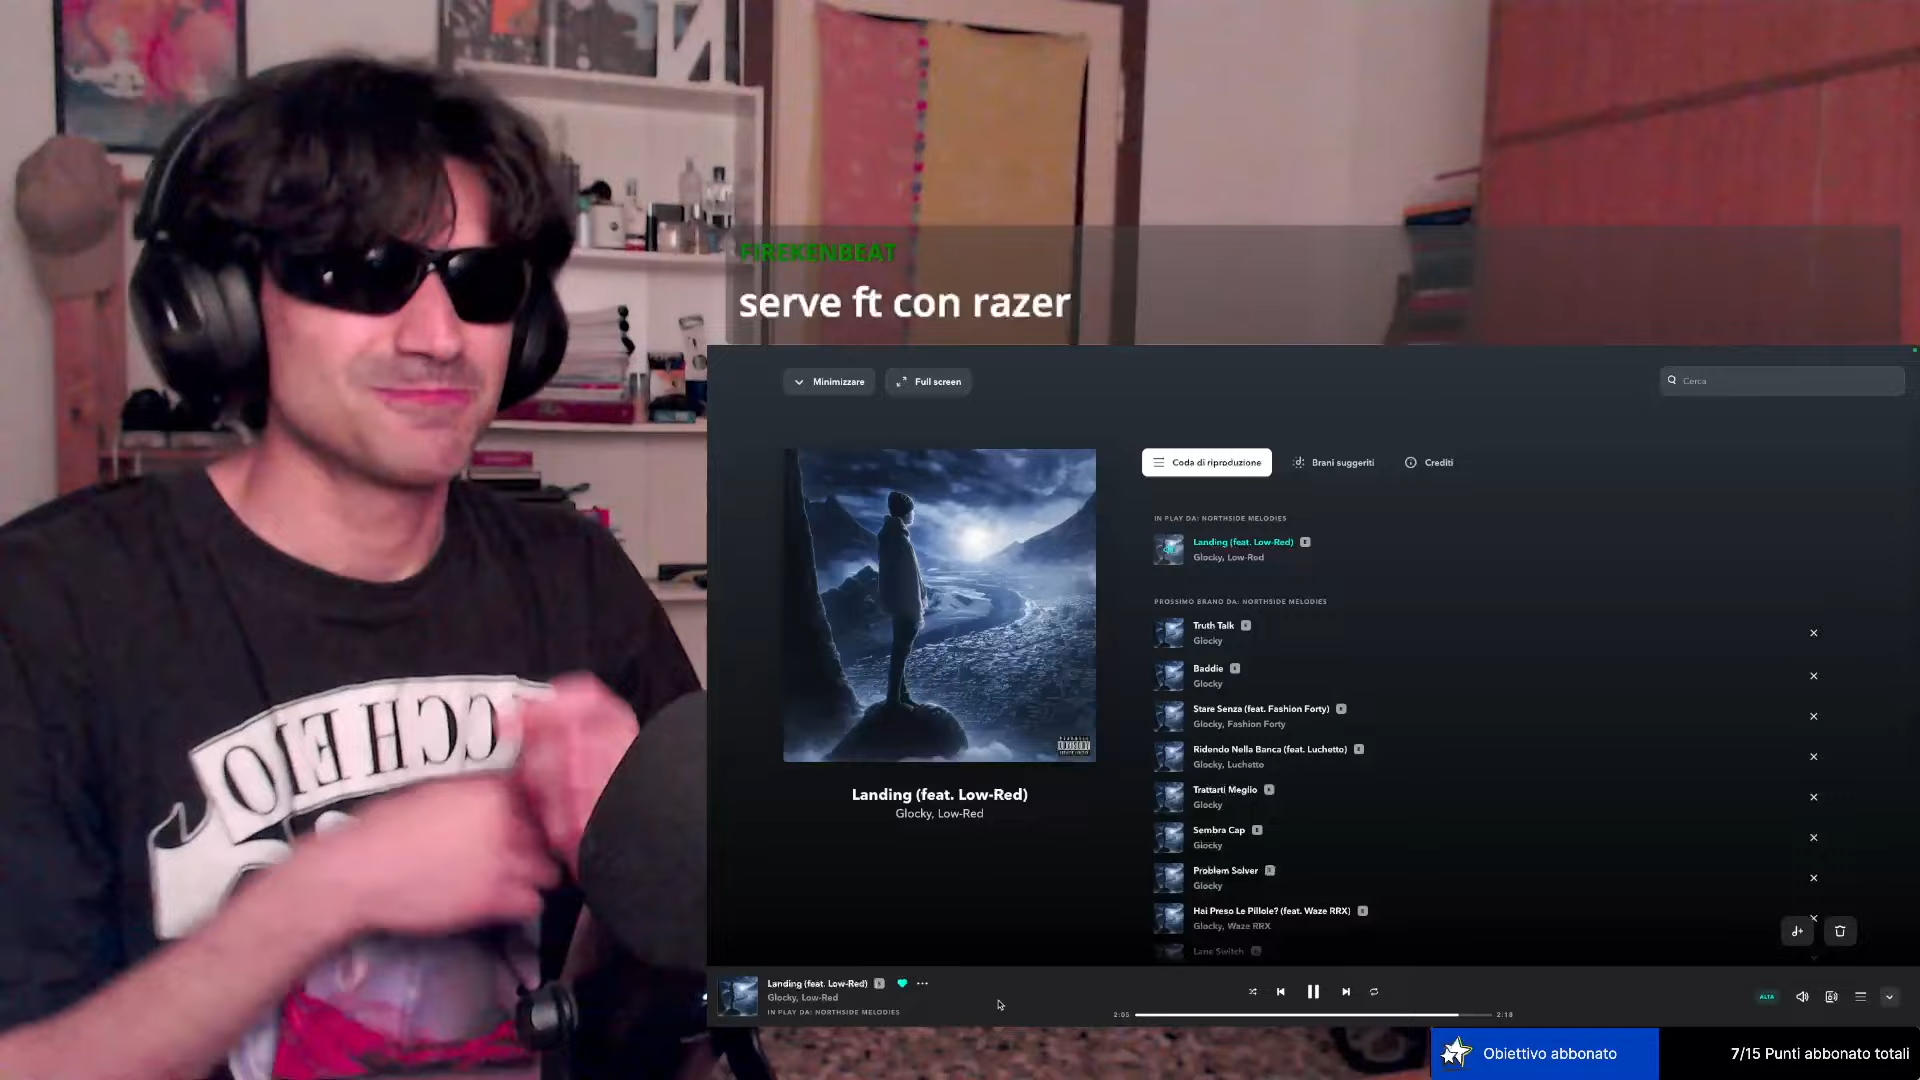 FIREKENBEAT
serve ft con razer
Minimizzare
Full screen
Cerca
Coda di riproduzione
Brani suggeriti
Crediti
IN PLAY DA: NORTHSIDE MELODIES
Landing (feat. Low-Red) E
Glocky, Low-Red
PROSSIMO BRANO DA: NORTHSIDE MELODIES
Truth Talk E
Glocky
Baddie E
Glocky
Stare Senza (feat. Fashion Forty) E
Glocky, Fashion Forty
Ridendo Nella Banca (feat. Luchetto) E
Glocky, Luchetto
Trattarti Meglio E
Glocky
Sembra Cap E
Glocky
Problem Solver E
Glocky
Hai Preso Le Pillole? (feat. Waze RRX) E
Glocky, Waze RRX
Lane Switch E
Landing (feat. Low-Red)
Glocky, Low-Red
Landing (feat. Low-Red) E
Glocky, Low-Red
IN PLAY DA: NORTHSIDE MELODIES
2:05
2:18
ALTA
Obiettivo abbonato
7/15 Punti abbonato totali